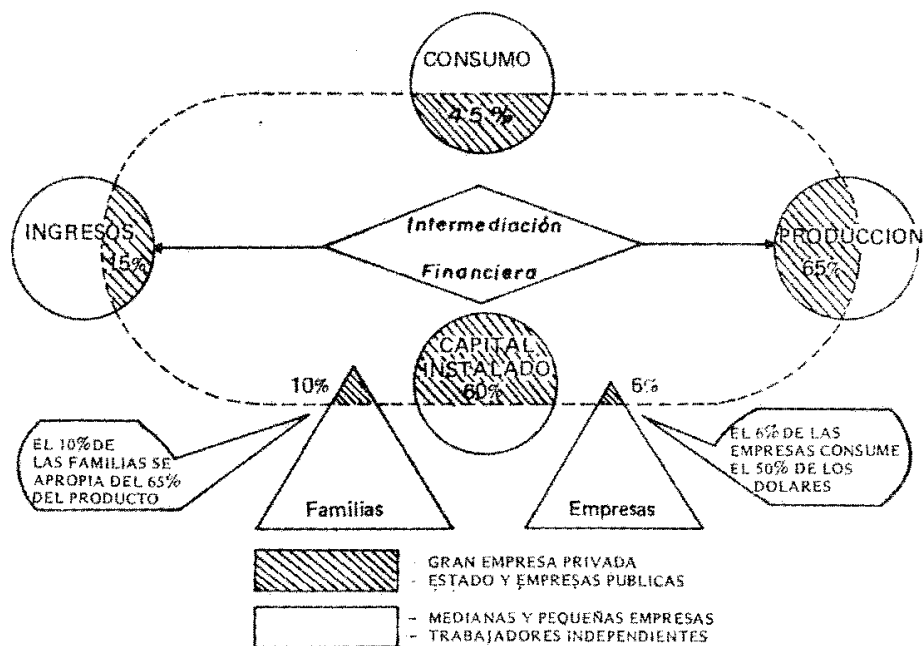 CONSUMO
45%
INGRESOS
15%
Intermediación
Financiera
PRODUCCION
65%
CAPITAL
INSTALADO
60%
10%
6%
EL 10% DE
LAS FAMILIAS SE
APROPIA DEL 65%
DEL PRODUCTO
EL 6% DE LAS
EMPRESAS CONSUME
EL 50% DE LOS
DOLARES
Familias
Empresas
- GRAN EMPRESA PRIVADA
- ESTADO Y EMPRESAS PUBLICAS
- MEDIANAS Y PEQUEÑAS EMPRESAS
- TRABAJADORES INDEPENDIENTES